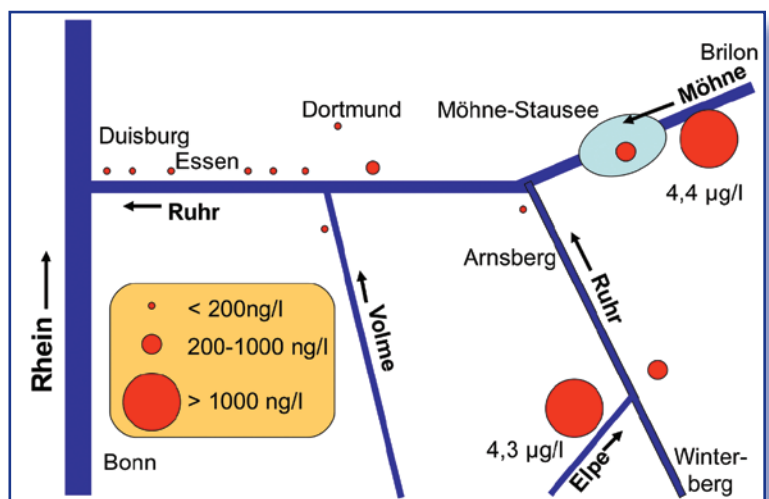 Brilon
Möhne
Dortmund
Möhne-Stausee
Duisburg
Essen
4,4 µg/l
Ruhr
Arnsberg
Ruhr
Rhein
Volme
< 200ng/l
200-1000 ng/l
> 1000 ng/l
4,3 µg/l
Elpe
Winter-
berg
Bonn